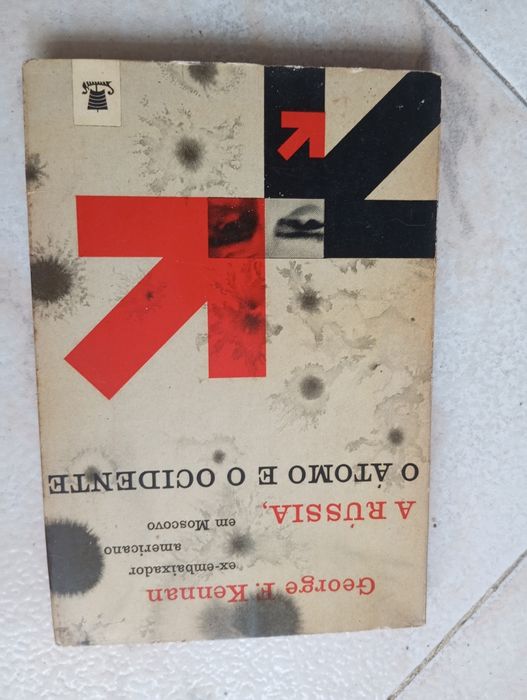 George F. Kennan
ex-embaixador
americano
em Moscovo
A RÚSSIA,
O ÁTOMO E O OCIDENTE